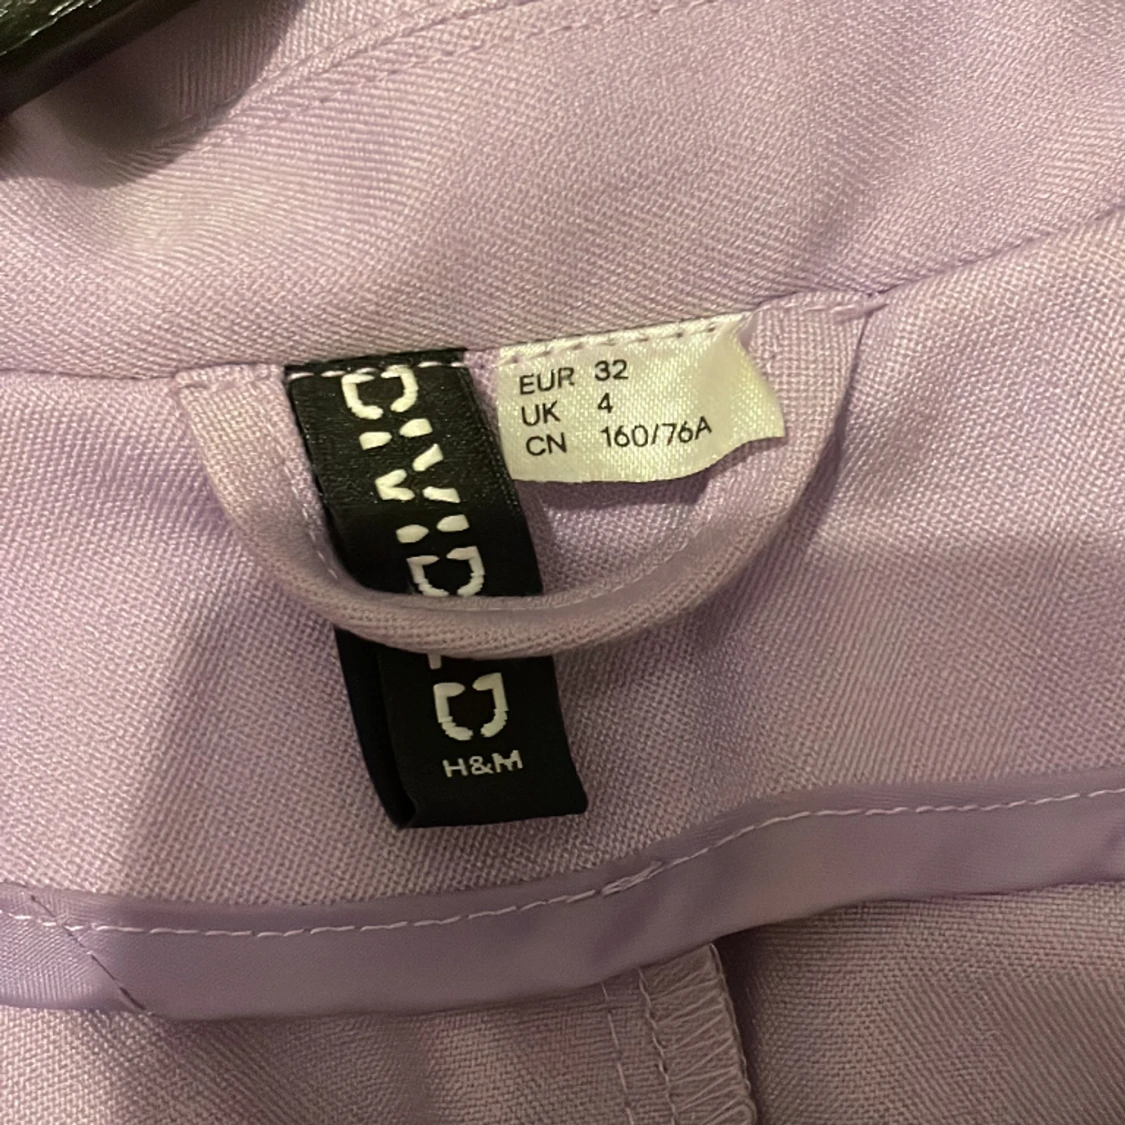 DIVIDED
H&M
EUR 32
UK 4
CN 160/76A